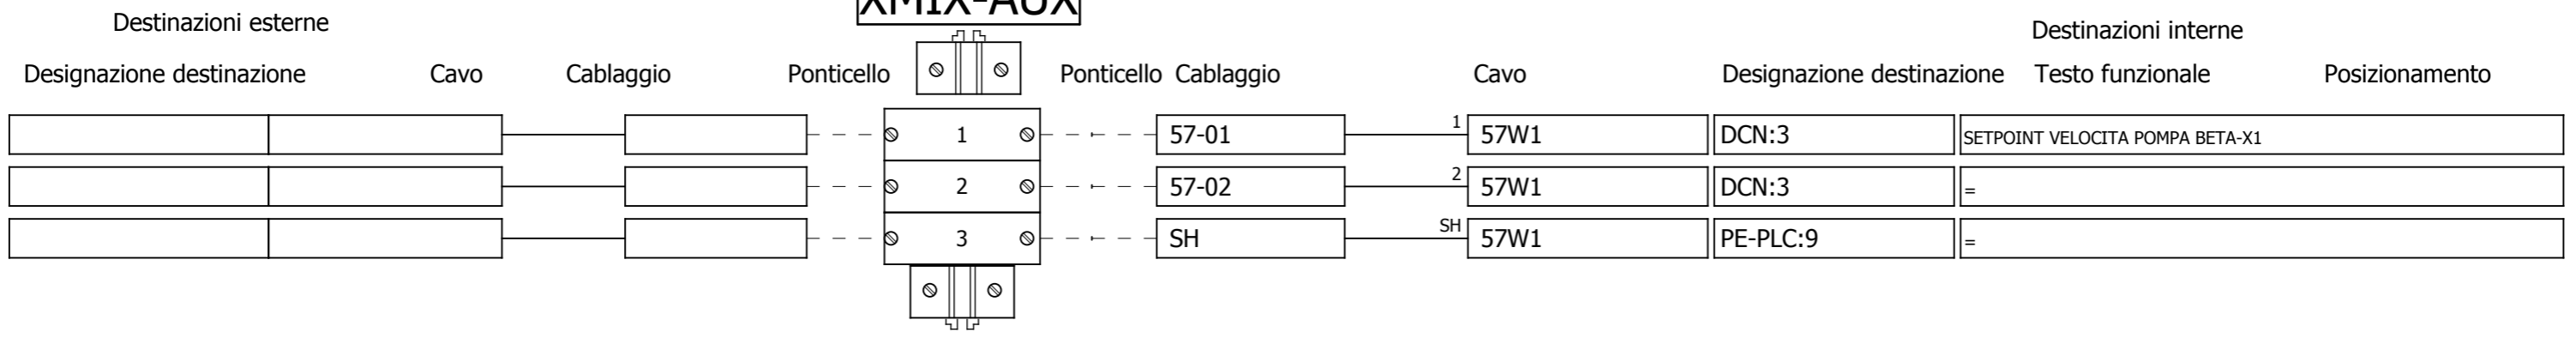 XMIX-AUX
Destinazioni esterne
Destinazioni interne
Designazione destinazione Cavo Cablaggio Ponticello Ponticello Cablaggio Cavo Designazione destinazione Testo funzionale Posizionamento
1 57-01 1 57W1 DCN:3 SETPOINT VELOCITA POMPA BETA-X1
2 57-02 2 57W1 DCN:3 =
3 SH SH 57W1 PE-PLC:9 =